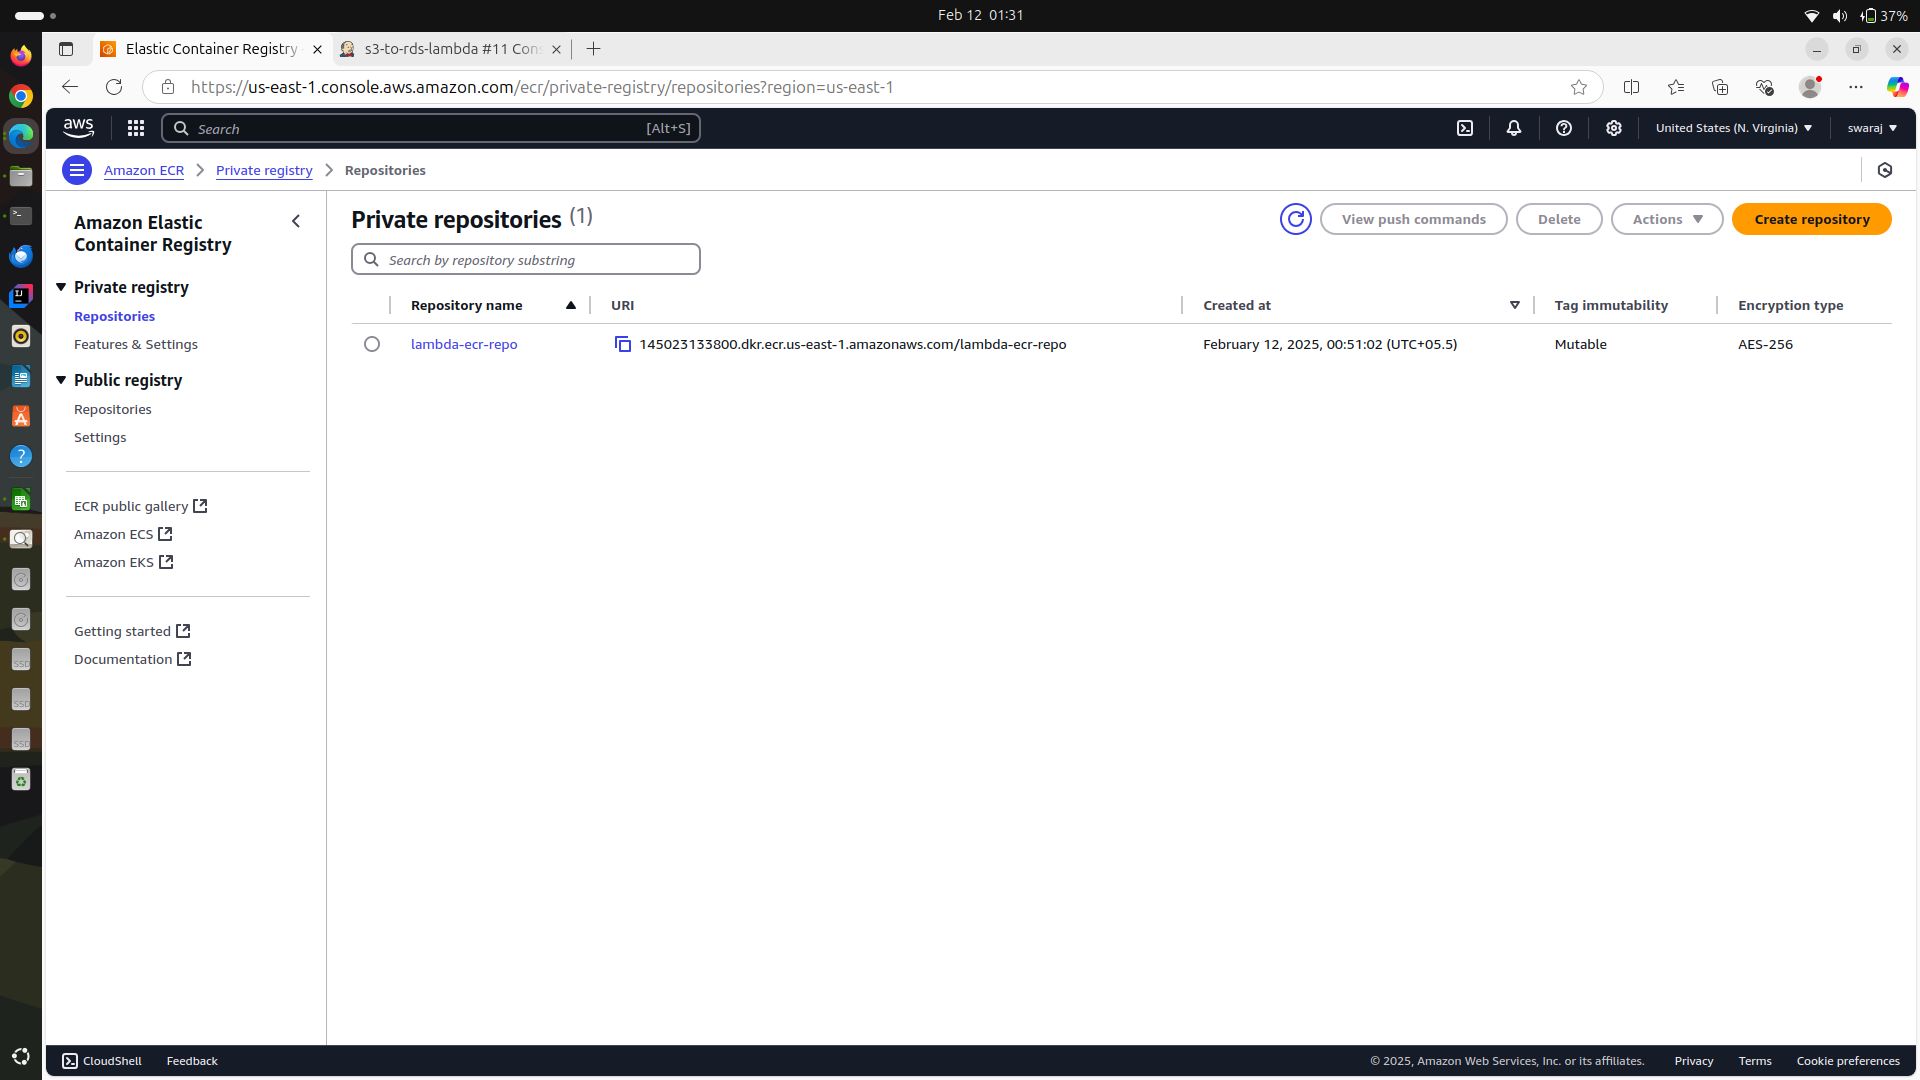 Feb 12 01:31
37%
Elastic Container Registry
s3-to-rds-lambda #11 Con
https://us-east-1.console.aws.amazon.com/ecr/private-registry/repositories?region=us-east-1
aws
Search
[Alt+S]
United States (N. Virginia)
swaraj
Amazon ECR
Private registry
Repositories
Amazon Elastic
Container Registry
Private registry
Repositories
Features & Settings
Public registry
Repositories
Settings
ECR public gallery
Amazon ECS
Amazon EKS
Getting started
Documentation
Private repositories (1)
View push commands
Delete
Actions
Create repository
Search by repository substring
Repository name
URI
Created at
Tag immutability
Encryption type
lambda-ecr-repo
145023133800.dkr.ecr.us-east-1.amazonaws.com/lambda-ecr-repo
February 12, 2025, 00:51:02 (UTC+05.5)
Mutable
AES-256
CloudShell
Feedback
© 2025, Amazon Web Services, Inc. or its affiliates.
Privacy
Terms
Cookie preferences